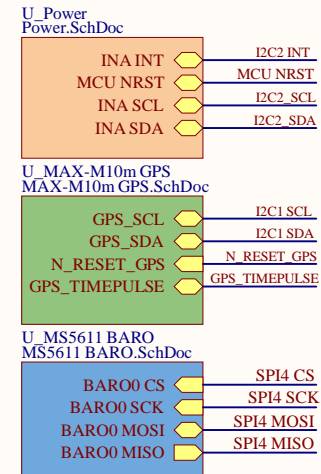 U_Power
Power.SchDoc
INA INT I2C2 INT
MCU NRST MCU NRST
INA SCL I2C2_SCL
INA SDA I2C2_SDA
U_MAX-M10m GPS
MAX-M10m GPS.SchDoc
GPS_SCL I2C1 SCL
GPS_SDA I2C1 SDA
N_RESET_GPS N_RESET_GPS
GPS_TIMEPULSE GPS_TIMEPULSE
U_MS5611 BARO
MS5611 BARO.SchDoc
BARO0 CS SPI4 CS
BARO0 SCK SPI4 SCK
BARO0 MOSI SPI4 MOSI
BARO0 MISO SPI4 MISO